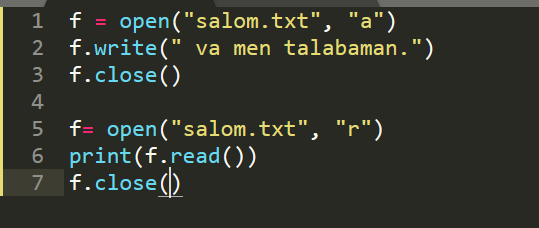 1 f = open("salom.txt", "a")
2 f.write(" va men talabaman.")
3 f.close()
4
5 f= open("salom.txt", "r")
6 print(f.read())
7 f.close()